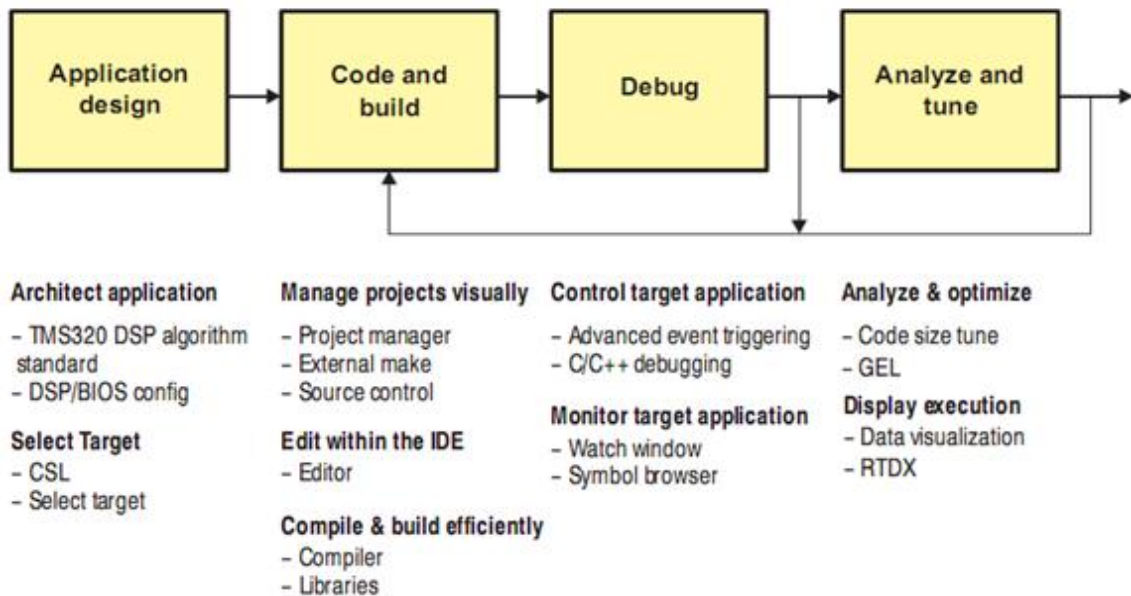 Application
design
Code and
build
Debug
Analyze and
tune
Architect application
– TMS320 DSP algorithm
standard
– DSP/BIOS config
Select Target
– CSL
– Select target
Manage projects visually
– Project manager
– External make
– Source control
Edit within the IDE
– Editor
Compile & build efficiently
– Compiler
– Libraries
Control target application
– Advanced event triggering
– C/C++ debugging
Monitor target application
– Watch window
– Symbol browser
Analyze & optimize
– Code size tune
– GEL
Display execution
– Data visualization
– RTDX